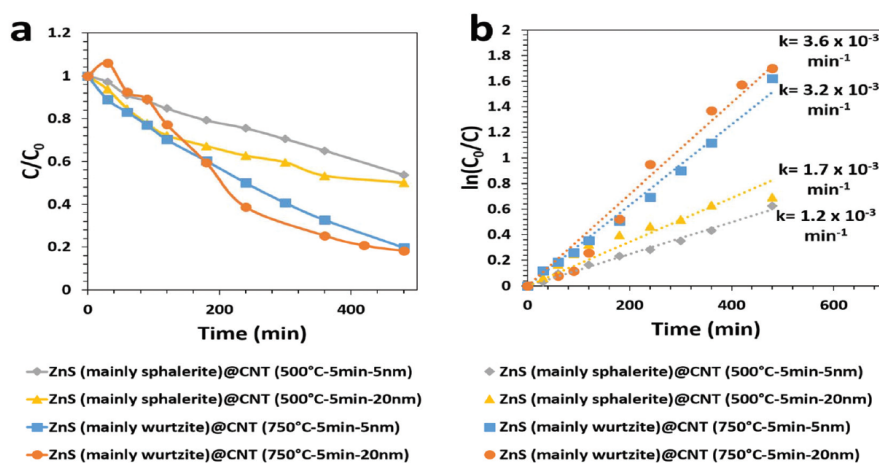 a
1.2
1
0.8
0.6
0.4
0.2
0
C/C₀
0 200 400
Time (min)
ZnS (mainly sphalerite)@CNT (500°C-5min-5nm)
ZnS (mainly sphalerite)@CNT (500°C-5min-20nm)
ZnS (mainly wurtzite)@CNT (750°C-5min-5nm)
ZnS (mainly wurtzite)@CNT (750°C-5min-20nm)
b
2
1.8
1.6
1.4
1.2
1
0.8
0.6
0.4
0.2
0
ln(C₀/C)
k= 3.6 x 10⁻³
min⁻¹
k= 3.2 x 10⁻³
min⁻¹
k= 1.7 x 10⁻³
min⁻¹
k= 1.2 x 10⁻³
min⁻¹
0 200 400 600
Time (min)
ZnS (mainly sphalerite)@CNT (500°C-5min-5nm)
ZnS (mainly sphalerite)@CNT (500°C-5min-20nm)
ZnS (mainly wurtzite)@CNT (750°C-5min-5nm)
ZnS (mainly wurtzite)@CNT (750°C-5min-20nm)